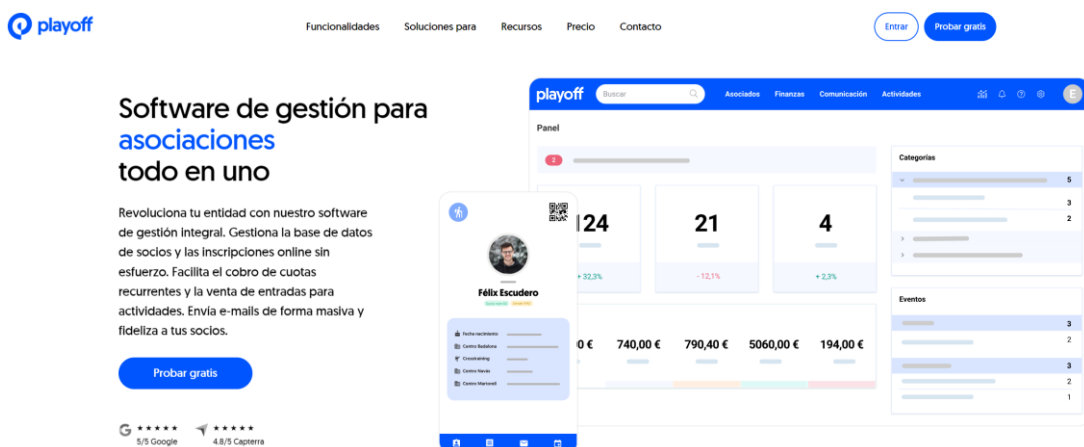 playoff
Funcionalidades
Soluciones para
Recursos
Precio
Contacto
Entrar
Probar gratis
Software de gestión para
asociaciones
todo en uno
Revoluciona tu entidad con nuestro software
de gestión integral. Gestiona la base de datos
de socios y las inscripciones online sin
esfuerzo. Facilita el cobro de cuotas
recurrentes y la venta de entradas para
actividades. Envía e-mails de forma masiva y
fideliza a tus socios.
Probar gratis
★★★★★
5/5 Google
★★★★★
4.8/5 Capterra
playoff
Buscar
Asociados
Finanzas
Comunicación
Actividades
E
Panel
2
124
+ 32,3%
21
- 12,1%
4
+ 2,3%
0 €
740,00 €
790,40 €
5060,00 €
194,00 €
Categorías
5
3
2
Eventos
3
2
3
2
1
Félix Escudero
Fecha nacimiento
Centro Badalona
Crosstraining
Centro Navàs
Centro Martorell